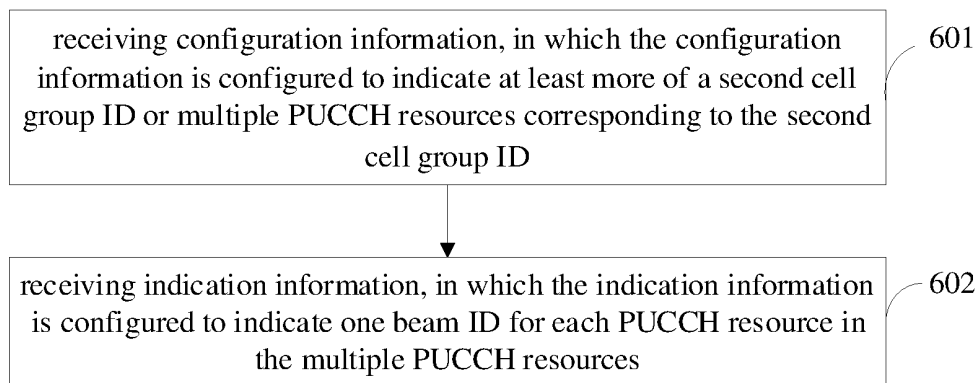 receiving configuration information, in which the configuration
601
information is configured to indicate at least more of a second cell
group ID or multiple PUCCH resources corresponding to the second
cell group ID
receiving indication information, in which the indication information
602
is configured to indicate one beam ID for each PUCCH resource in
the multiple PUCCH resources